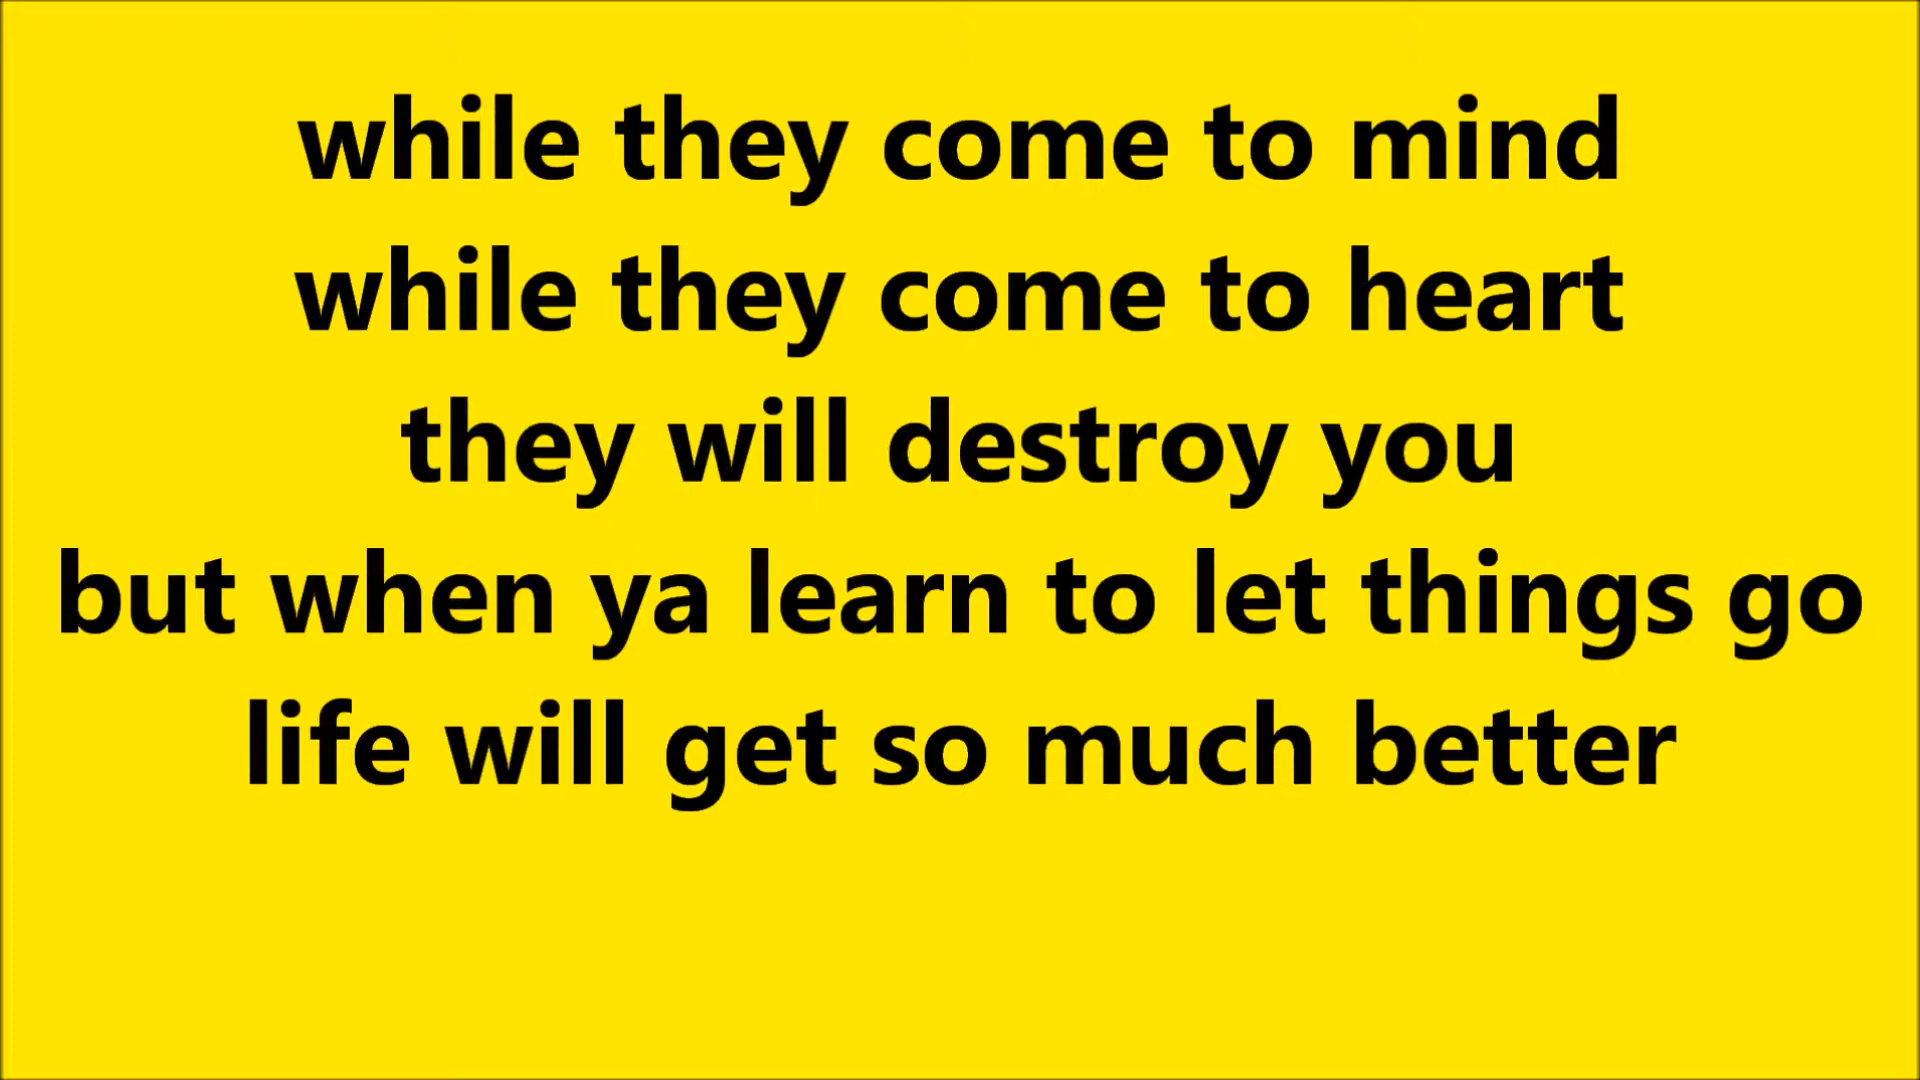 while they come to mind
while they come to heart
they will destroy you
but when ya learn to let things go
life will get so much better